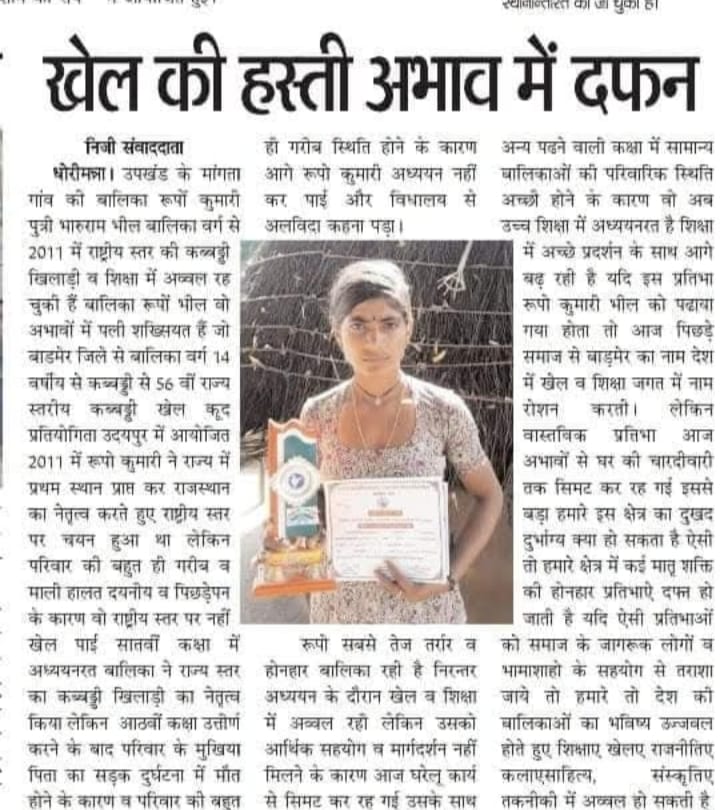 स्थानान्तरित की जा चुकी है।
खेल की हस्ती अभाव में दफन
निजी संवाददाता
धोरीमन्ना। उपखंड के मांगता
गांव की बालिका रूपों कुमारी
पुत्री भारुराम भील बालिका वर्ग से
2011 में राष्ट्रीय स्तर की कब्बड्डी
खिलाड़ी व शिक्षा में अव्वल रह
चुकी हैं बालिका रूपों भील वो
अभावों में पली शख्सियत हैं जो
बाडमेर जिले से बालिका वर्ग 14
वर्षीय से कब्बड्डी से 56 वीं राज्य
स्तरीय कब्बड्डी खेल कूद
प्रतियोगिता उदयपुर में आयोजित
2011 में रूपो कुमारी ने राज्य में
प्रथम स्थान प्राप्त कर राजस्थान
का नेतृत्व करते हुए राष्ट्रीय स्तर
पर चयन हुआ था लेकिन
परिवार की बहुत ही गरीब व
माली हालत दयनीय व पिछड़ेपन
के कारण वो राष्ट्रीय स्तर पर नहीं
खेल पाई सातवीं कक्षा में
अध्ययनरत बालिका ने राज्य स्तर
का कब्बड्डी खिलाड़ी का नेतृत्व
किया लेकिन आठवीं कक्षा उत्तीर्ण
करने के बाद परिवार के मुखिया
पिता का सड़क दुर्घटना में मौत
होने के कारण व परिवार की बहुत
ही गरीब स्थिति होने के कारण
आगे रूपो कुमारी अध्ययन नहीं
कर पाई और विधालय से
अलविदा कहना पड़ा।
रूपी सबसे तेज तर्रार व
होनहार बालिका रही है निरन्तर
अध्ययन के दौरान खेल व शिक्षा
में अव्वल रही लेकिन उसको
आर्थिक सहयोग व मार्गदर्शन नहीं
मिलने के कारण आज घरेलू कार्य
से सिमट कर रह गई उसके साथ
अन्य पढने वाली कक्षा में सामान्य
बालिकाओं की परिवारिक स्थिति
अच्छी होने के कारण वो अब
उच्च शिक्षा में अध्ययनरत है शिक्षा
में अच्छे प्रदर्शन के साथ आगे
बढ़ रही है यदि इस प्रतिभा
रूपो कुमारी भील को पढाया
गया होता तो आज पिछड़े
समाज से बाड़मेर का नाम देश
में खेल व शिक्षा जगत में नाम
रोशन करती। लेकिन
वास्तविक प्रतिभा आज
अभावों से घर की चारदीवारी
तक सिमट कर रह गई इससे
बड़ा हमारे इस क्षेत्र का दुखद
दुर्भाग्य क्या हो सकता है ऐसी
तो हमारे क्षेत्र में कई मातृ शक्ति
की होनहार प्रतिभाऐ दफ्न हो
जाती है यदि ऐसी प्रतिभाओं
को समाज के जागरूक लोगों व
भामाशाहो के सहयोग से तराशा
जाये तो हमारे तो देश की
बालिकाओं का भविष्य उज्जवल
होते हुए शिक्षाए खेलए राजनीतिए
कलाएसाहित्य, संस्कृतिए
तकनीकी में अव्वल हो सकती है